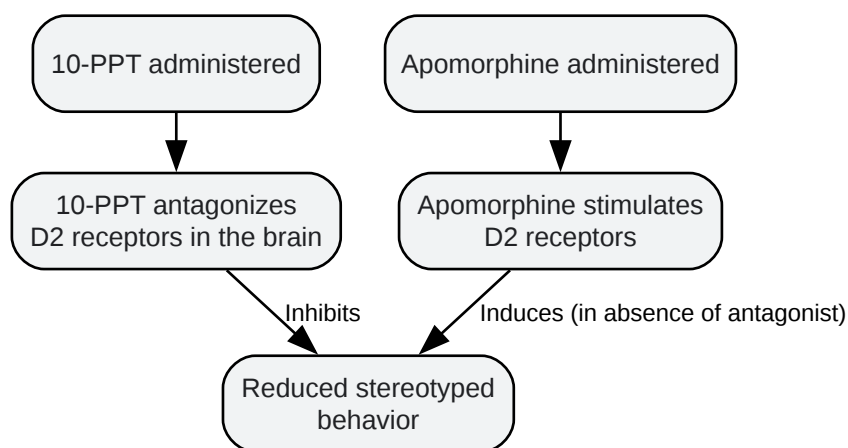 10-PPT administered
Apomorphine administered
10-PPT antagonizes
D2 receptors in the brain
Apomorphine stimulates
D2 receptors
Inhibits
Induces (in absence of antagonist)
Reduced stereotyped
behavior